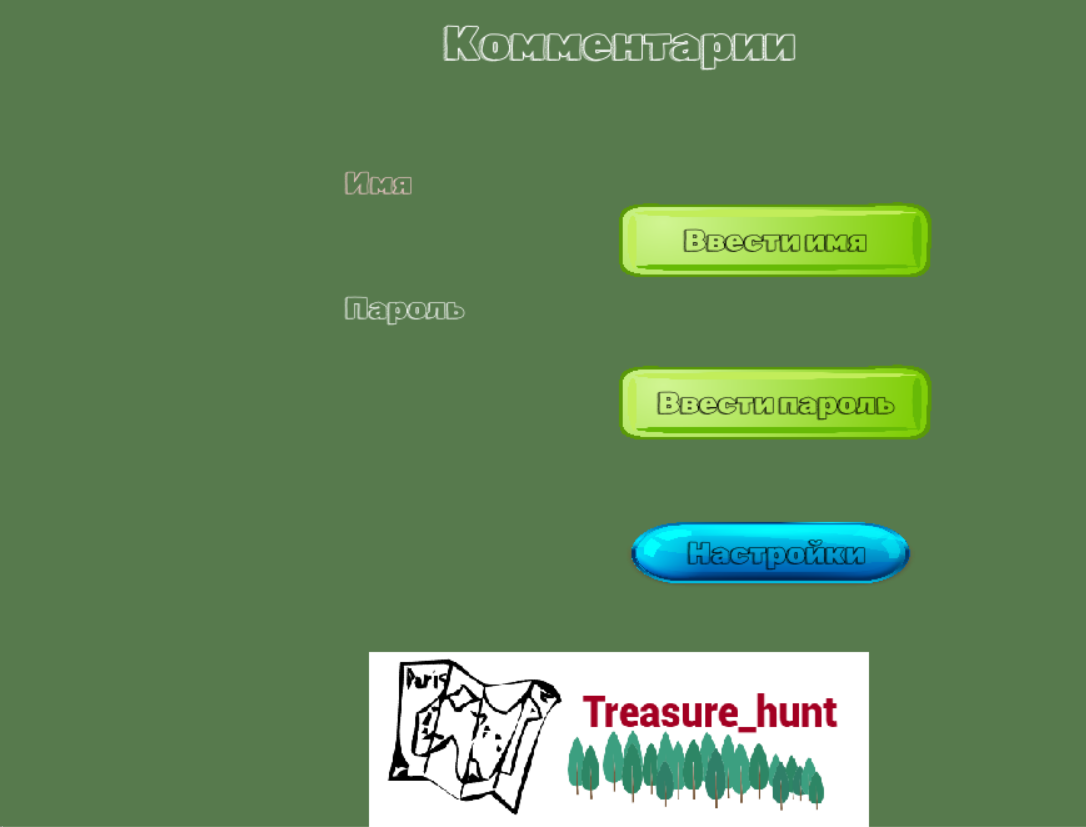 Комментарии
Имя
Ввести имя
Пароль
Ввести пароль
Настройки
Paris
Treasure_hunt